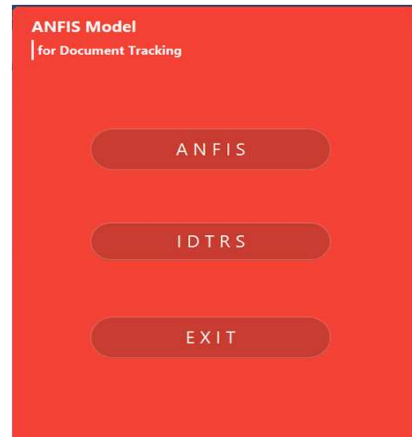 ANFIS Model
for Document Tracking
ANFIS
IDTRS
EXIT